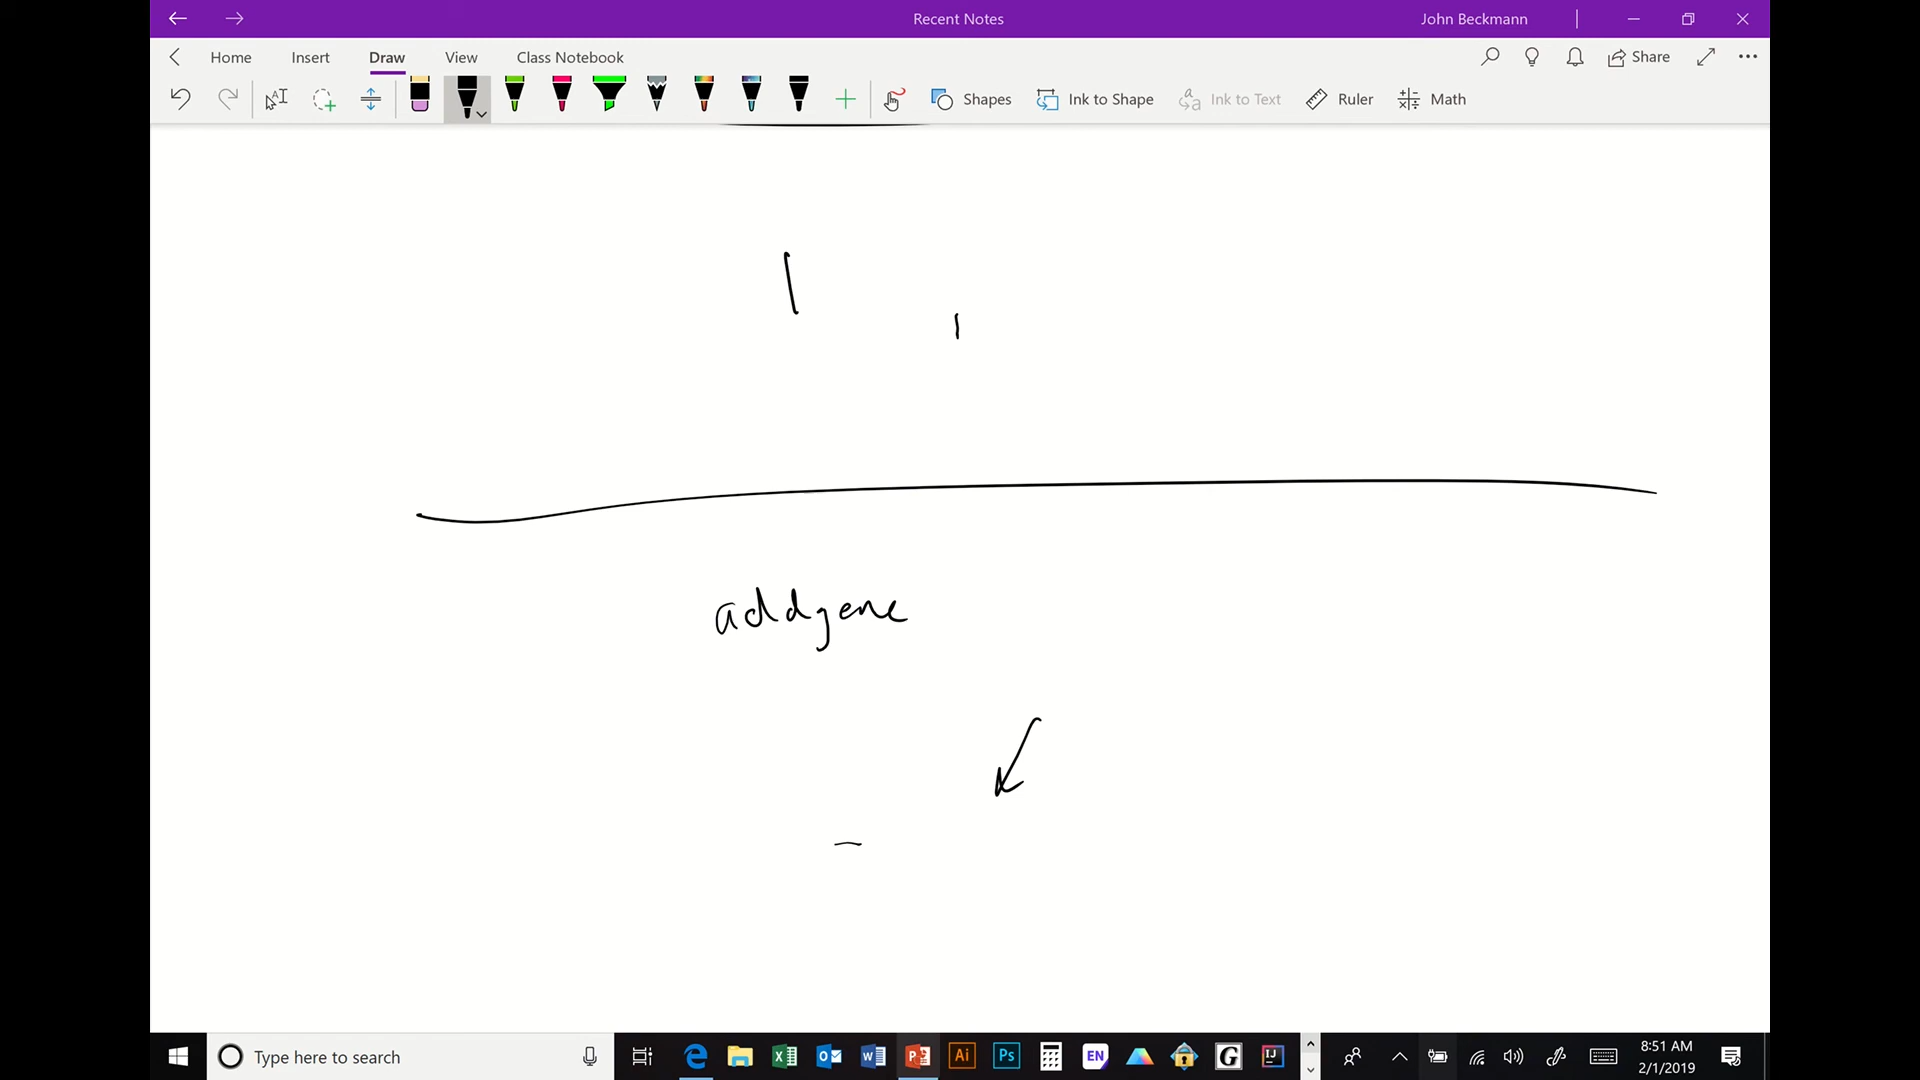 Recent Notes
John Beckmann
Home Insert Draw View Class Notebook
Share
Shapes Ink to Shape Ink to Text Ruler Math
addgene
Type here to search
8:51 AM
2/1/2019